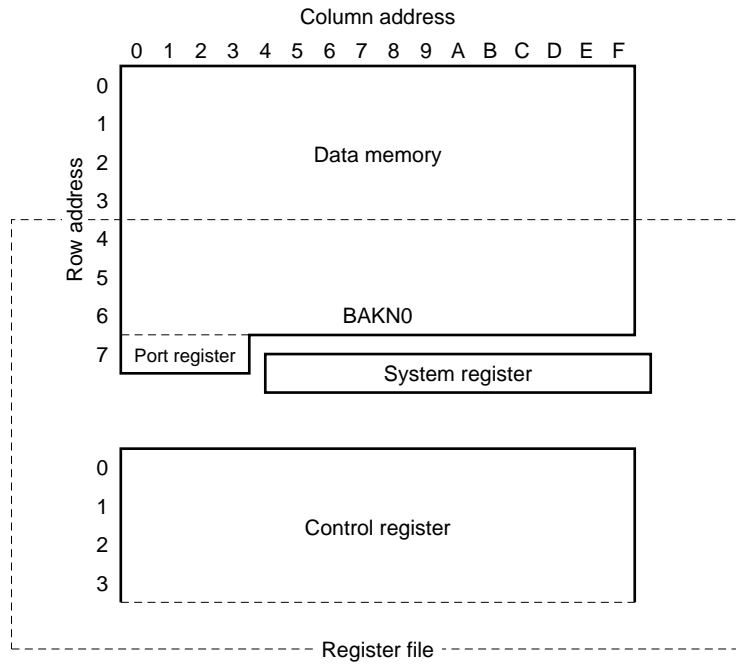 Column address
0 1 2 3 4 5 6 7 8 9 A B C D E F
Row address
0
1
2
3
4
5
6
7
Data memory
BAKN0
Port register
System register
0
1
2
3
Control register
Register file